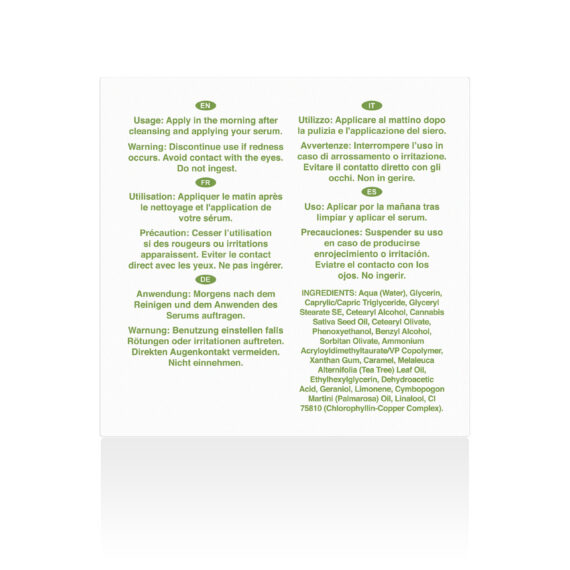 EN
Usage: Apply in the morning after
cleansing and applying your serum.
Warning: Discontinue use if redness
occurs. Avoid contact with the eyes.
Do not ingest.
FR
Utilisation: Appliquer le matin après
le nettoyage et l'application de
votre sérum.
Précaution: Cesser l'utilisation
si des rougeurs ou irritations
apparaissent. Eviter le contact
direct avec les yeux. Ne pas ingérer.
DE
Anwendung: Morgens nach dem
Reinigen und dem Anwenden des
Serums auftragen.
Warnung: Benutzung einstellen falls
Rötungen oder irritationen auftreten.
Direkten Augenkontakt vermeiden.
Nicht einnehmen.
IT
Utilizzo: Applicare al mattino dopo
la pulizia e l'applicazione del siero.
Avvertenze: Interrompere l'uso in
caso di arrossamento o irritazione.
Evitare il contatto diretto con gli
occhi. Non in gerire.
ES
Uso: Aplicar por la mañana tras
limpiar y aplicar el serum.
Precauciones: Suspender su uso
en caso de producirse
enrojecimiento o irritación.
Eviatre el contacto con los
ojos. No ingerir.
INGREDIENTS: Aqua (Water), Glycerin,
Caprylic/Capric Triglyceride, Glyceryl
Stearate SE, Cetearyl Alcohol, Cannabis
Sativa Seed Oil, Cetearyl Olivate,
Phenoxyethanol, Benzyl Alcohol,
Sorbitan Olivate, Ammonium
Acryloyldimethyltaurate/VP Copolymer,
Xanthan Gum, Caramel, Melaleuca
Alternifolia (Tea Tree) Leaf Oil,
Ethylhexylglycerin, Dehydroacetic
Acid, Geraniol, Limonene, Cymbopogon
Martini (Palmarosa) Oil, Linalool, CI
75810 (Chlorophyllin-Copper Complex).